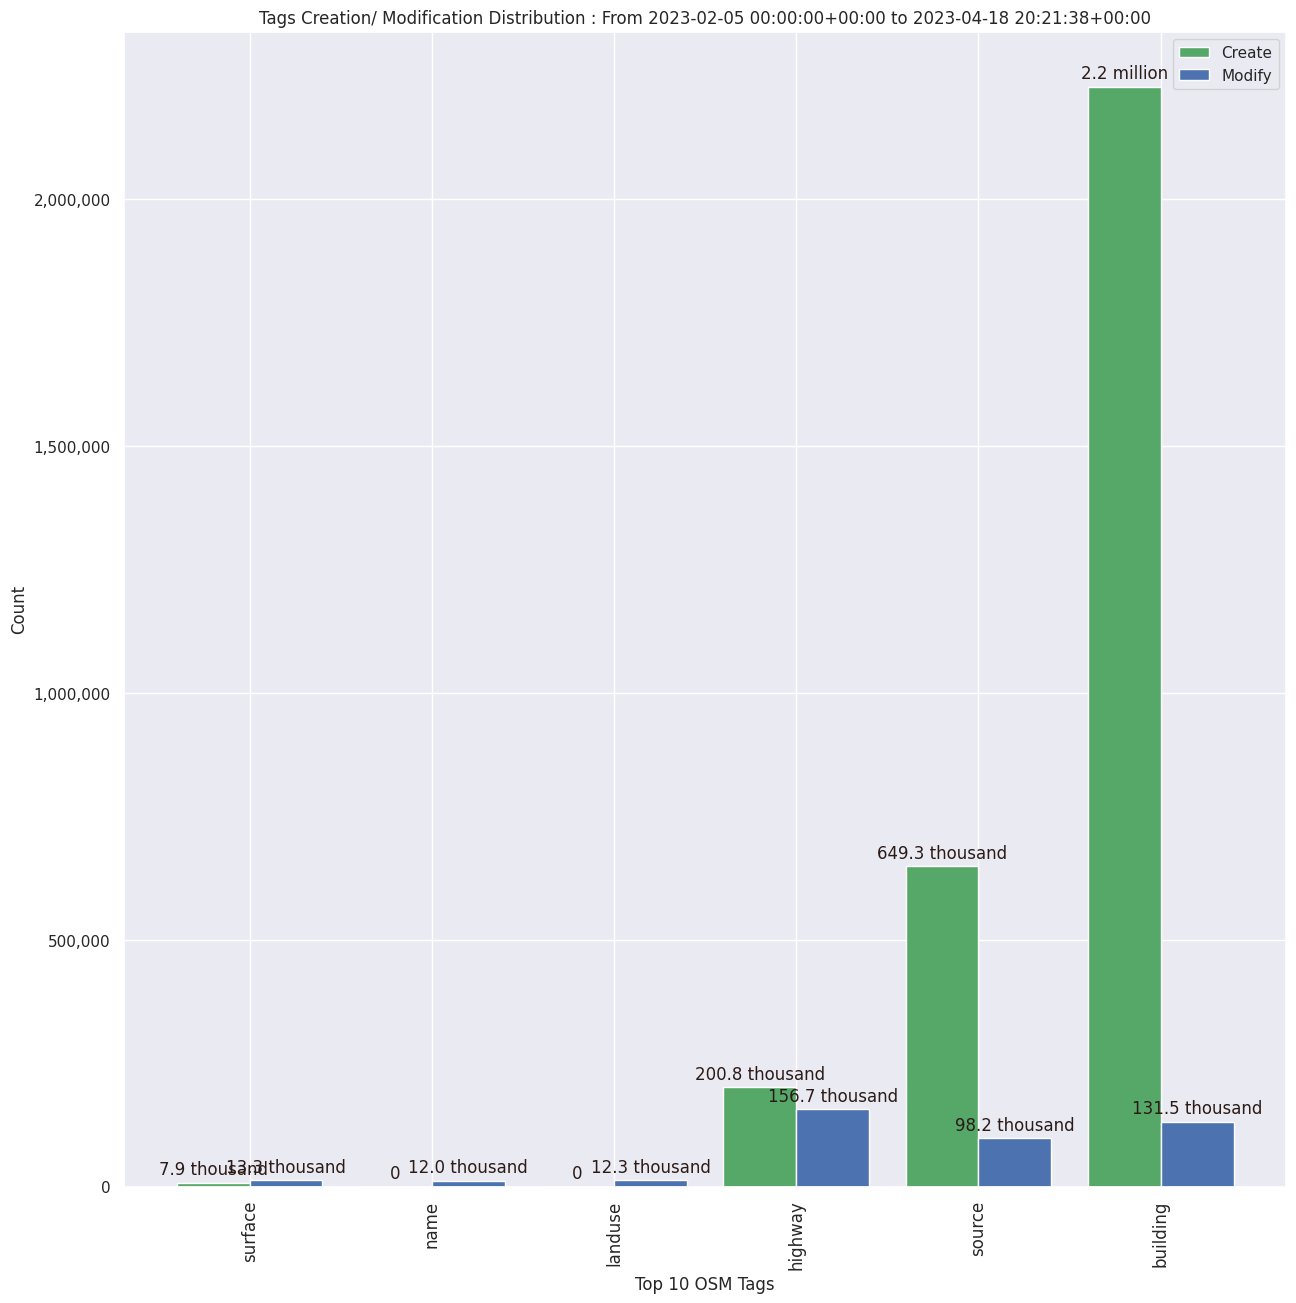 Tags Creation/ Modification Distribution : From 2023-02-05 00:00:00+00:00 to 2023-04-18 20:21:38+00:00
Create
Modify
2.2 million
2,000,000
1,500,000
1,000,000
649.3 thousand
500,000
200.8 thousand
156.7 thousand
98.2 thousand
131.5 thousand
7.9 thousand
13.3 thousand
0
12.0 thousand
0
12.3 thousand
0
Count
surface
name
landuse
highway
source
building
Top 10 OSM Tags